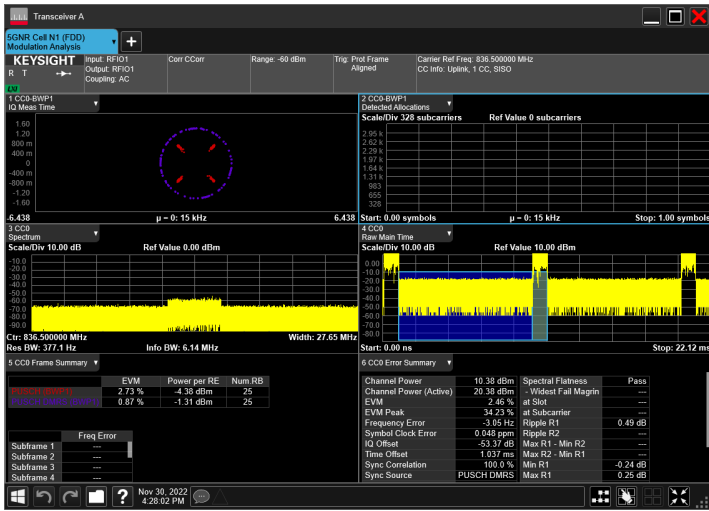 Transceiver A
5GNR Cell N1 (FDD)
Modulation Analysis
KEYSIGHT
R T
LXI
Input: RFIO1
Output: RFIO1
Coupling: AC
Corr CCorr
Range: -60 dBm
Trig: Prot Frame
Aligned
Carrier Ref Freq: 836.500000 MHz
CC Info: Uplink, 1 CC, SISO
1 CC0-BWP1
IQ Meas Time
1.60
1.20
800 m
400 m
0
-400 m
-800 m
-1.20
-1.60
-6.438
μ = 0: 15 kHz
6.438
2 CC0-BWP1
Detected Allocations
Scale/Div 328 subcarriers
Ref Value 0 subcarriers
2.95 k
2.62 k
2.29 k
1.97 k
1.64 k
1.31 k
983
655
328
Start: 0.00 symbols
μ = 0: 15 kHz
Stop: 1.00 symbols
3 CC0
Spectrum
Scale/Div 10.00 dB
Ref Value 0.00 dBm
-10.0
-20.0
-30.0
-40.0
-50.0
-60.0
-70.0
-80.0
-90.0
Ctr: 836.500000 MHz
Width: 27.65 MHz
Res BW: 377.1 Hz
Info BW: 6.14 MHz
4 CC0
Raw Main Time
Scale/Div 10.00 dB
Ref Value 10.00 dBm
0.00
-10.0
-20.0
-30.0
-40.0
-50.0
-60.0
-70.0
-80.0
Start: 0.00 ns
Stop: 22.12 ms
5 CC0 Frame Summary
EVM Power per RE Num.RB
2.73 % -4.38 dBm 25
0.87 % -1.31 dBm 25
Freq Error
Subframe 1 ---
Subframe 2 ---
Subframe 3 ---
Subframe 4 ---
6 CC0 Error Summary
Channel Power 10.38 dBm Spectral Flatness Pass
Channel Power (Active) 20.38 dBm - Widest Fail Magrin ---
EVM 2.46 % at Slot ---
EVM Peak 34.23 % at Subcarrier ---
Frequency Error -3.05 Hz Ripple R1 0.49 dB
Symbol Clock Error 0.048 ppm Ripple R2 ---
IQ Offset -53.37 dB Max R1 - Min R2 ---
Time Offset 1.037 ms Max R2 - Min R1 ---
Sync Correlation 100.0 % Min R1 -0.24 dB
Sync Source PUSCH DMRS Max R1 0.25 dB
Nov 30, 2022
4:28:02 PM